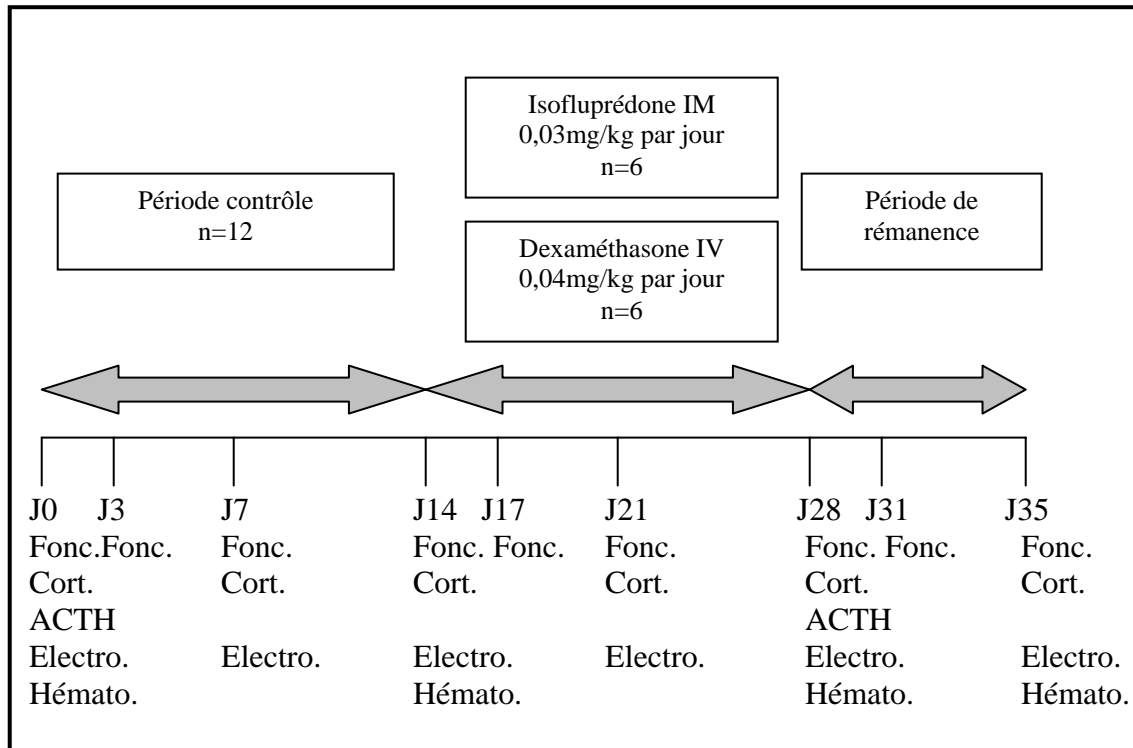 Isofluprédone IM
0,03mg/kg par jour
n=6
Période contrôle
n=12
Période de
rémanence
Dexaméthasone IV
0,04mg/kg par jour
n=6
J0 J3 J7 J14 J17 J21 J28 J31 J35
Fonc.Fonc. Fonc. Fonc. Fonc. Fonc. Fonc. Fonc. Fonc.
Cort. Cort. Cort. Cort. Cort. Cort.
ACTH ACTH
Electro. Electro. Electro. Electro. Electro. Electro.
Hémato. Hémato. Hémato. Hémato.